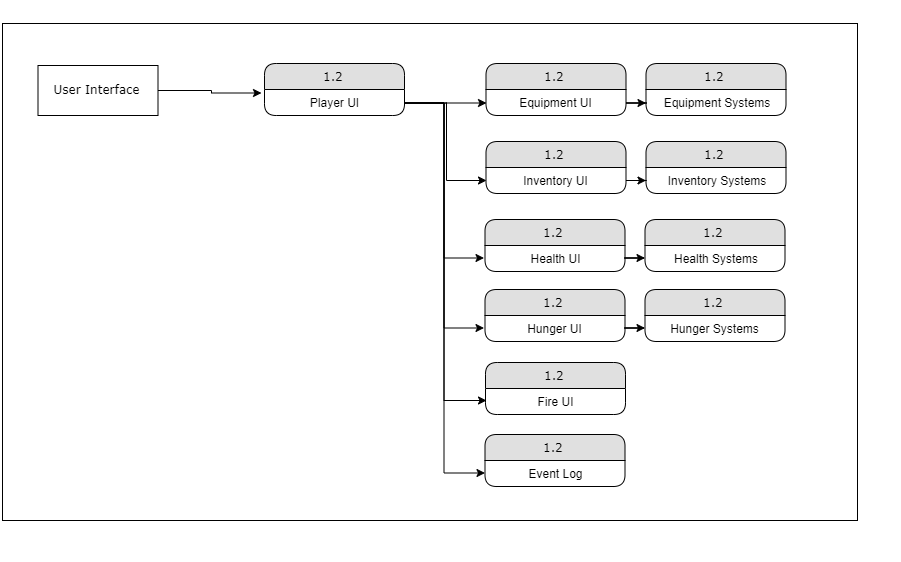 User Interface
1.2
Player UI
1.2
Equipment UI
1.2
Equipment Systems
1.2
Inventory UI
1.2
Inventory Systems
1.2
Health UI
1.2
Health Systems
1.2
Hunger UI
1.2
Hunger Systems
1.2
Fire UI
1.2
Event Log